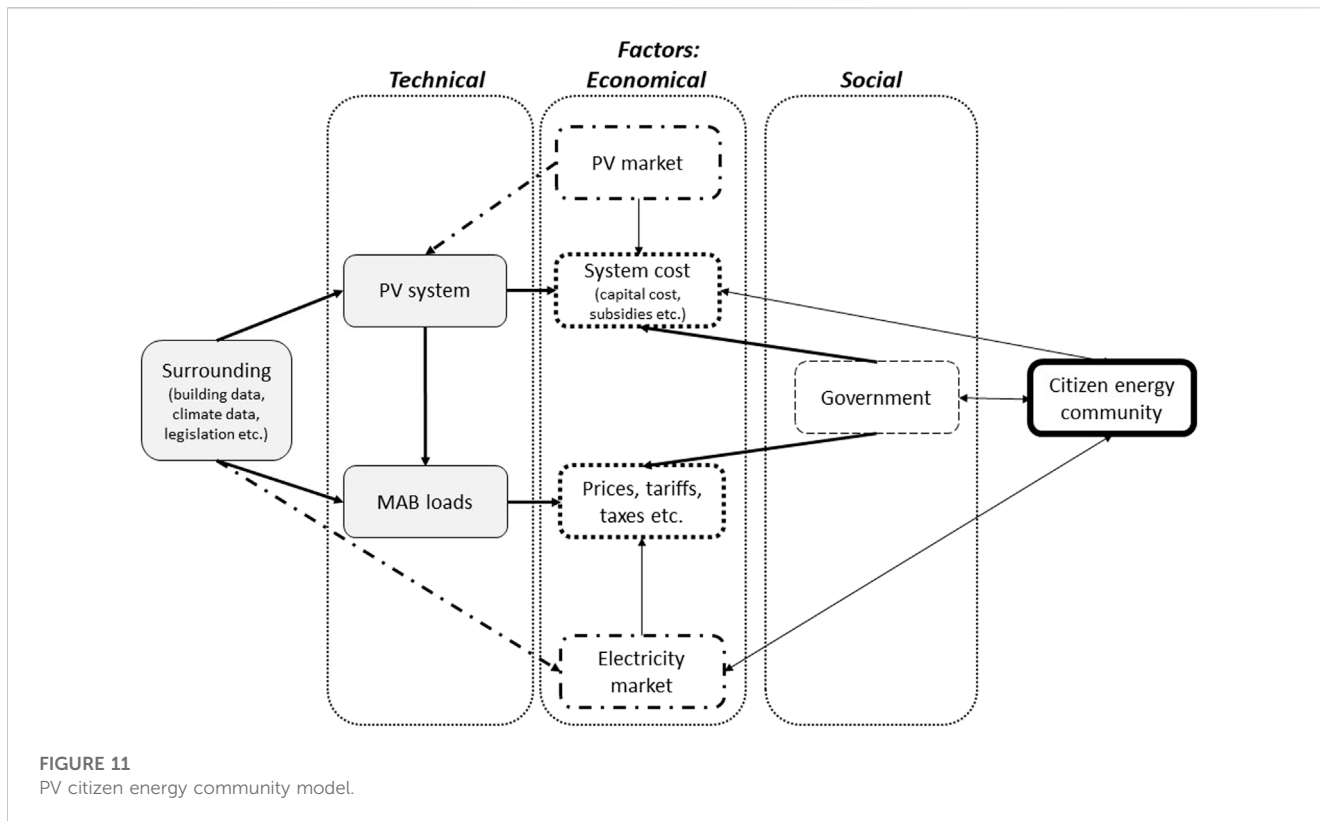 Factors:
Technical
Economical
Social
PV market
PV system
System cost
(capital cost,
subsidies etc.)
Surrounding
(building data,
climate data,
legislation etc.)
Government
Citizen energy
community
MAB loads
Prices, tariffs,
taxes etc.
Electricity
market
FIGURE 11
PV citizen energy community model.